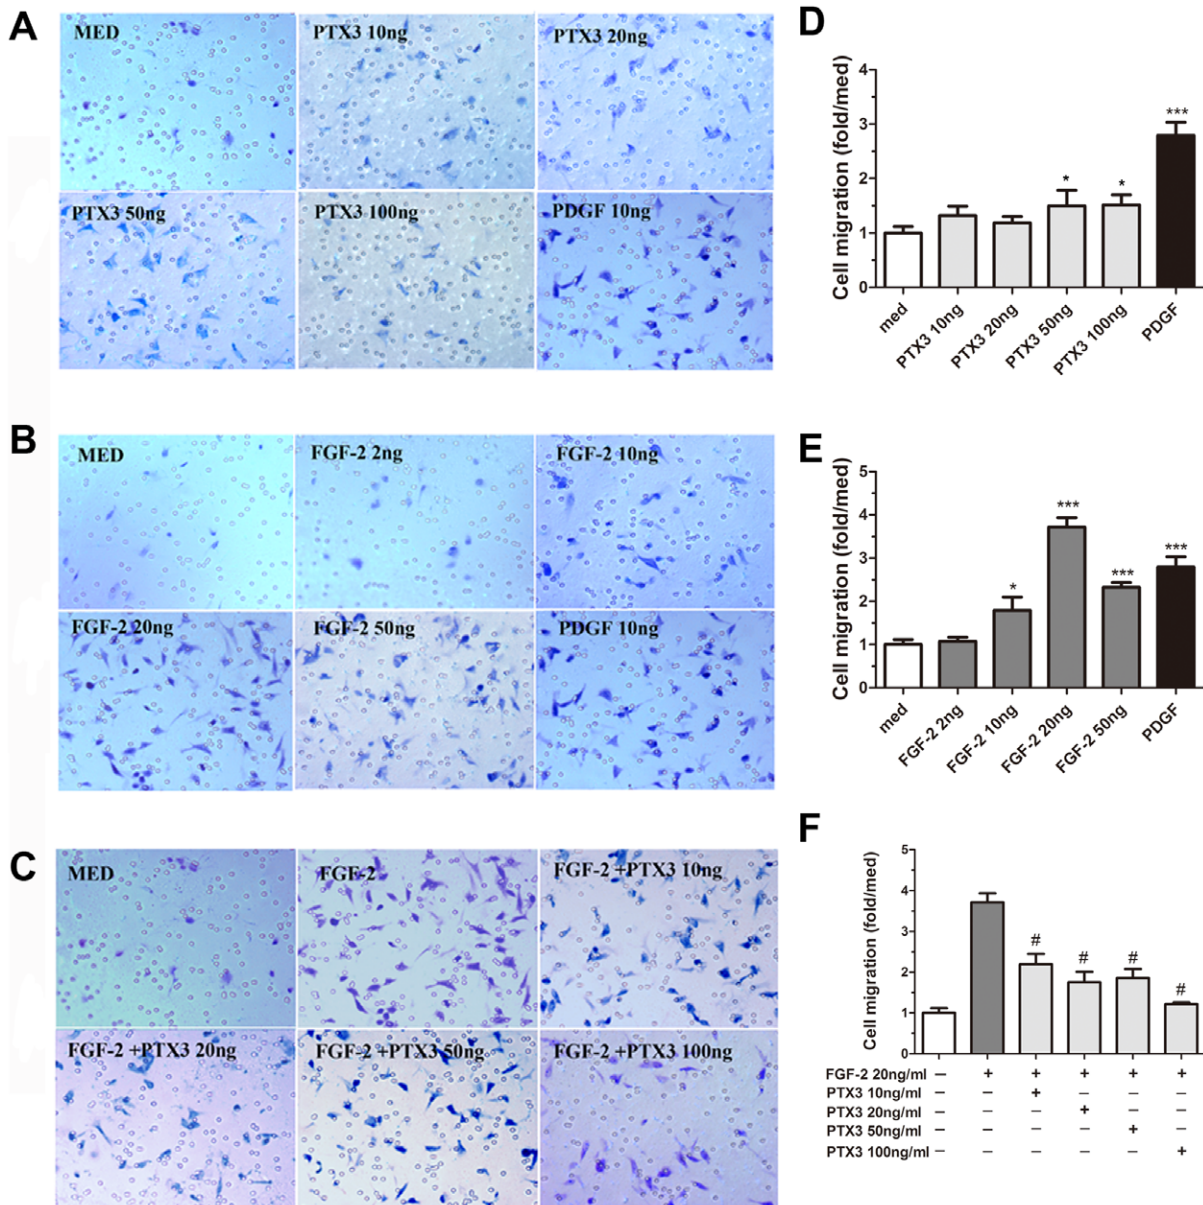 A
MED
PTX3 10ng
PTX3 20ng
PTX3 50ng
PTX3 100ng
PDGF 10ng
D
Cell migration (fold/med)
4
3
2
1
0
*
*
***
med
PTX3 10ng
PTX3 20ng
PTX3 50ng
PTX3 100ng
PDGF
B
MED
FGF-2 2ng
FGF-2 10ng
FGF-2 20ng
FGF-2 50ng
PDGF 10ng
E
Cell migration (fold/med)
5
4
3
2
1
0
*
***
***
***
med
FGF-2 2ng
FGF-2 10ng
FGF-2 20ng
FGF-2 50ng
PDGF
C
MED
FGF-2
FGF-2 +PTX3 10ng
FGF-2 +PTX3 20ng
FGF-2 +PTX3 50ng
FGF-2 +PTX3 100ng
F
Cell migration (fold/med)
5
4
3
2
1
0
# # # #
FGF-2 20ng/ml – + + + + +
PTX3 10ng/ml – – + – – –
PTX3 20ng/ml – – – + – –
PTX3 50ng/ml – – – – + –
PTX3 100ng/ml – – – – – +